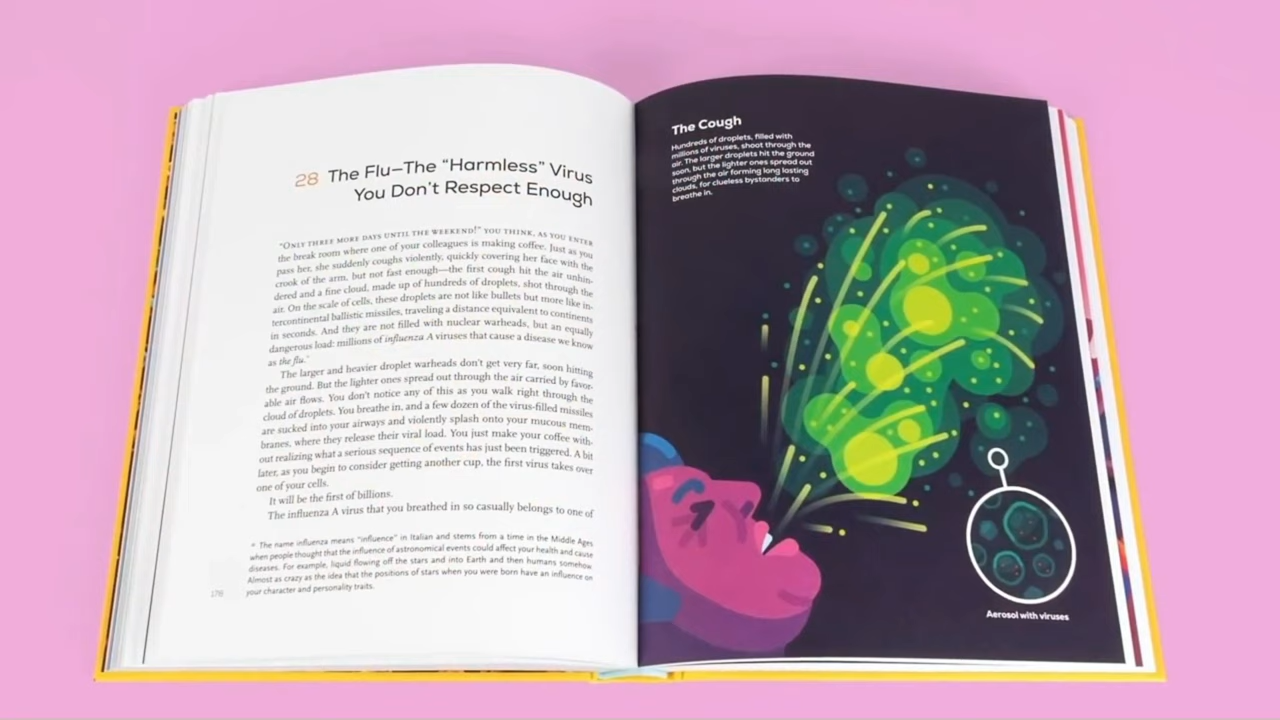 28 The Flu—The “Harmless” Virus
You Don’t Respect Enough
“Only three more days until the weekend!” you think, as you enter
the break room where one of your colleagues is making coffee. Just as you
pass her, she suddenly coughs violently, quickly covering her face with the
crook of the arm, but not fast enough—the first cough hit the air unhin-
dered and a fine cloud, made up of hundreds of droplets, shot through the
air. On the scale of cells, these droplets are not like bullets but more like in-
tercontinental ballistic missiles, traveling a distance equivalent to continents
in seconds. And they are not filled with nuclear warheads, but an equally
dangerous load: millions of influenza A viruses that cause a disease we know
as the flu.*
The larger and heavier droplet warheads don’t get very far, soon hitting
the ground. But the lighter ones spread out through the air carried by favor-
able air flows. You don’t notice any of this as you walk right through the
cloud of droplets. You breathe in, and a few dozen of the virus-filled missiles
are sucked into your airways and violently splash onto your mucous mem-
branes, where they release their viral load. You just make your coffee with-
out realizing what a serious sequence of events has just been triggered. A bit
later, as you begin to consider getting another cup, the first virus takes over
one of your cells.
It will be the first of billions.
The influenza A virus that you breathed in so casually belongs to one of
* The name influenza means “influence” in Italian and stems from a time in the Middle Ages
when people thought that the influence of astronomical events could affect your health and cause
diseases. For example, liquid flowing off the stars and into Earth and then humans somehow.
Almost as crazy as the idea that the positions of stars when you were born have an influence on
your character and personality traits.
176
The Cough
Hundreds of droplets, filled with
millions of viruses, shoot through the
air. The larger droplets hit the ground
soon, but the lighter ones spread out
through the air forming long lasting
clouds, for clueless bystanders to
breathe in.
Aerosol with viruses